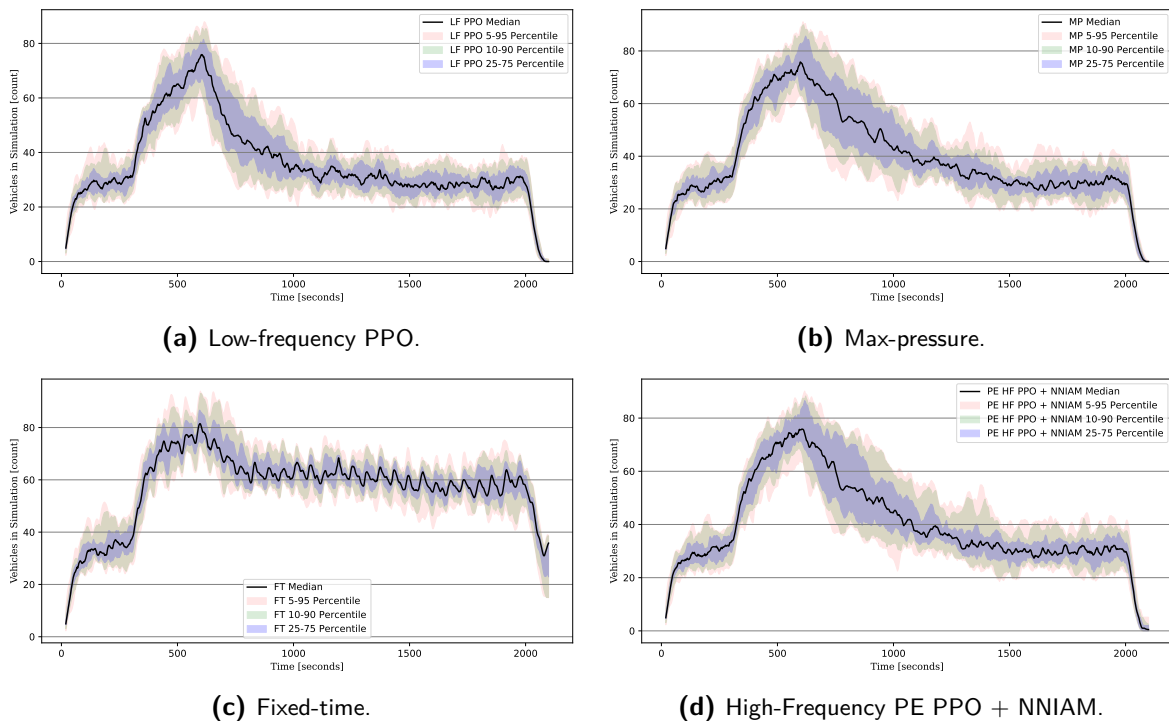 Vehicles in Simulation [count]
80
60
40
20
0
LF PPO Median
LF PPO 5-95 Percentile
LF PPO 10-90 Percentile
LF PPO 25-75 Percentile
0 500 1000 1500 2000
Time [seconds]
(a) Low-frequency PPO.
Vehicles in Simulation [count]
80
60
40
20
0
MP Median
MP 5-95 Percentile
MP 10-90 Percentile
MP 25-75 Percentile
0 500 1000 1500 2000
Time [seconds]
(b) Max-pressure.
Vehicles in Simulation [count]
80
60
40
20
0
FT Median
FT 5-95 Percentile
FT 10-90 Percentile
FT 25-75 Percentile
0 500 1000 1500 2000
Time [seconds]
(c) Fixed-time.
Vehicles in Simulation [count]
80
60
40
20
0
PE HF PPO + NNIAM Median
PE HF PPO + NNIAM 5-95 Percentile
PE HF PPO + NNIAM 10-90 Percentile
PE HF PPO + NNIAM 25-75 Percentile
0 500 1000 1500 2000
Time [seconds]
(d) High-Frequency PE PPO + NNIAM.